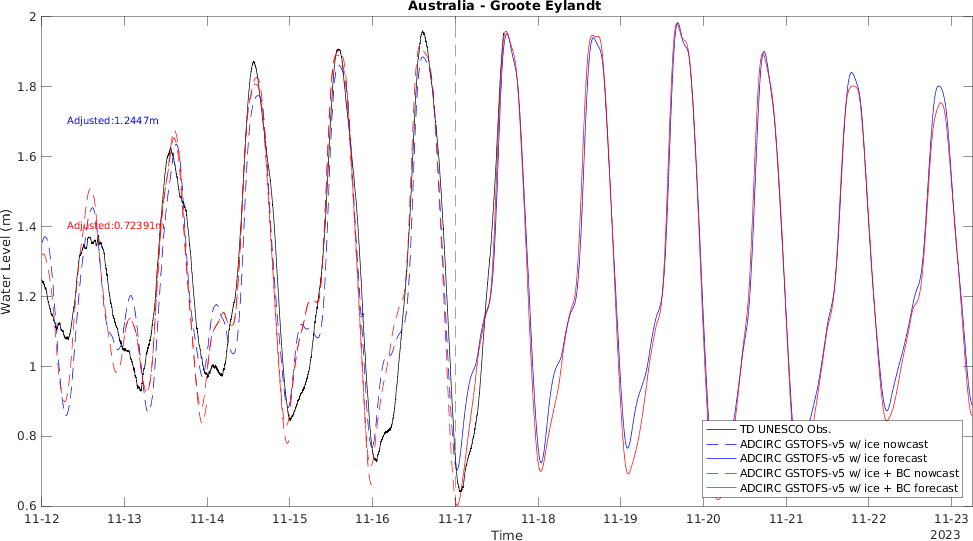 Australia - Groote Eylandt
Water Level (m)
2
1.8
1.6
1.4
1.2
1
0.8
0.6
Adjusted:1.2447m
Adjusted:0.72391m
TD UNESCO Obs.
ADCIRC GSTOFS-v5 w/ ice nowcast
ADCIRC GSTOFS-v5 w/ ice forecast
ADCIRC GSTOFS-v5 w/ ice + BC nowcast
ADCIRC GSTOFS-v5 w/ ice + BC forecast
11-12 11-13 11-14 11-15 11-16 11-17 11-18 11-19 11-20 11-21 11-22 11-23
2023
Time